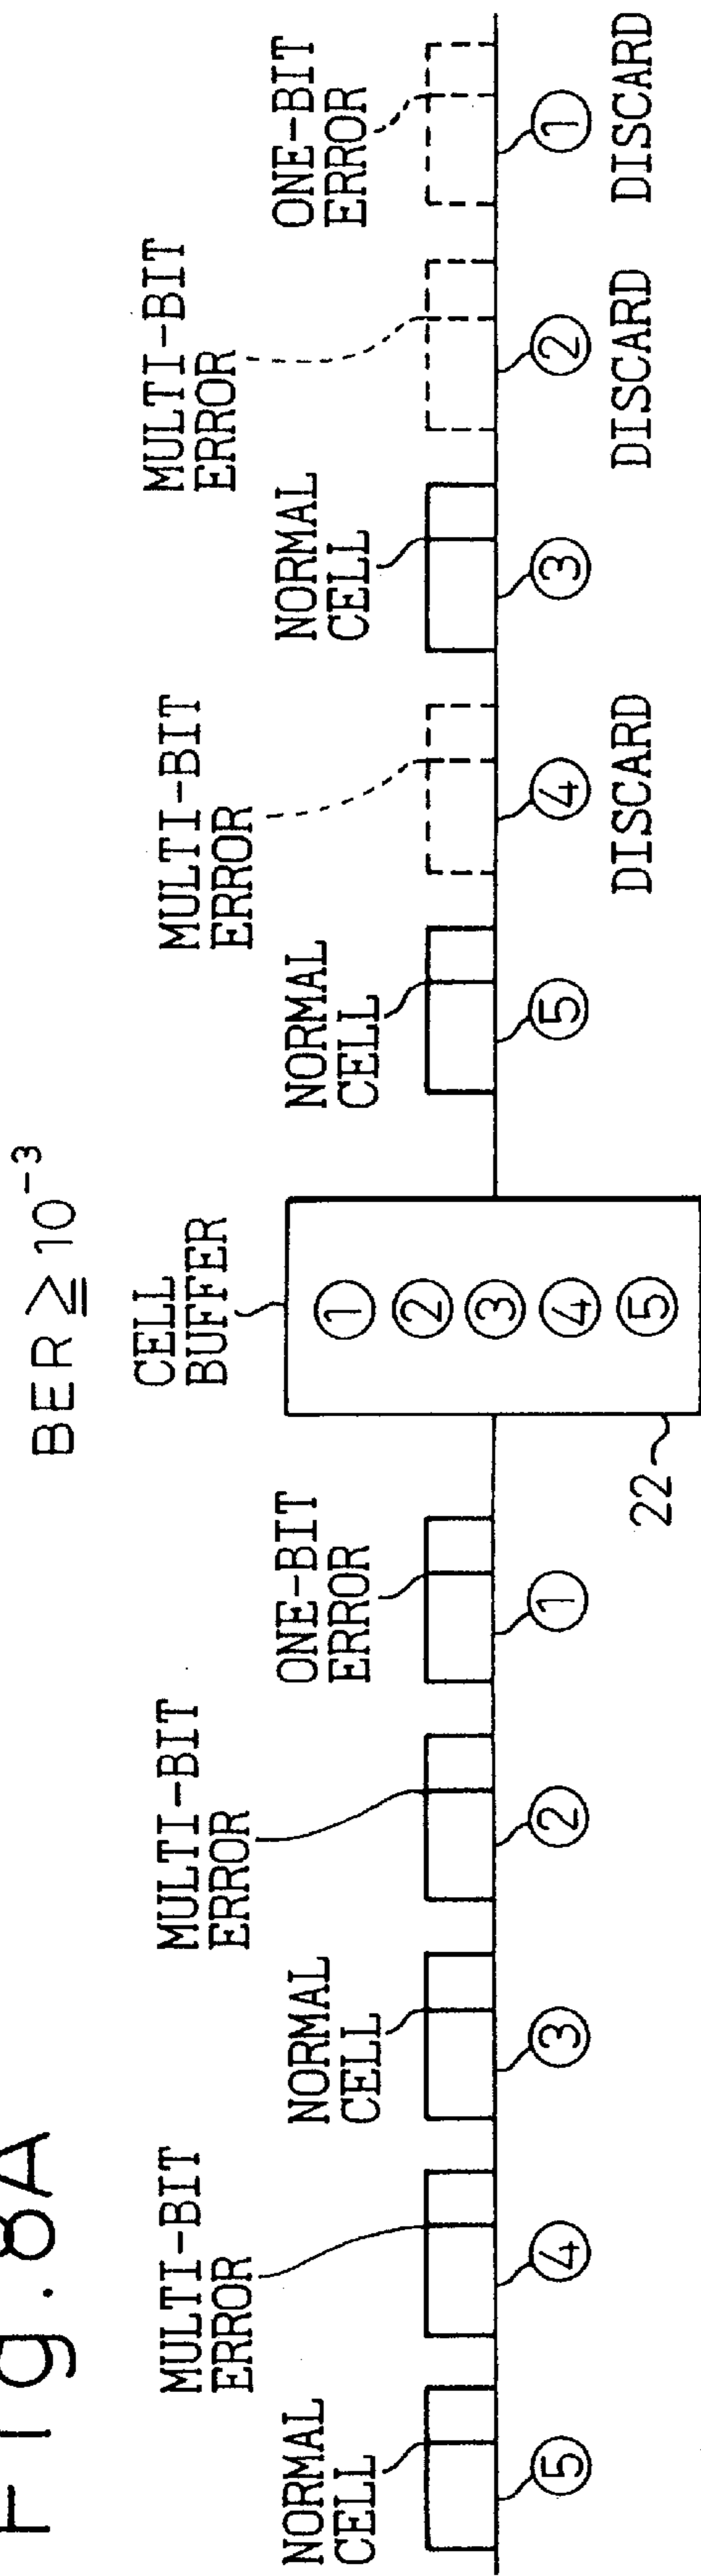 Fig. 8A
BER ≧ 10⁻³
NORMAL
CELL
⑤
MULTI-BIT
ERROR
④
NORMAL
CELL
③
MULTI-BIT
ERROR
②
ONE-BIT
ERROR
①
CELL
BUFFER
①
②
③
④
⑤
22
NORMAL
CELL
⑤
MULTI-BIT
ERROR
④
DISCARD
NORMAL
CELL
③
MULTI-BIT
ERROR
②
DISCARD
ONE-BIT
ERROR
①
DISCARD